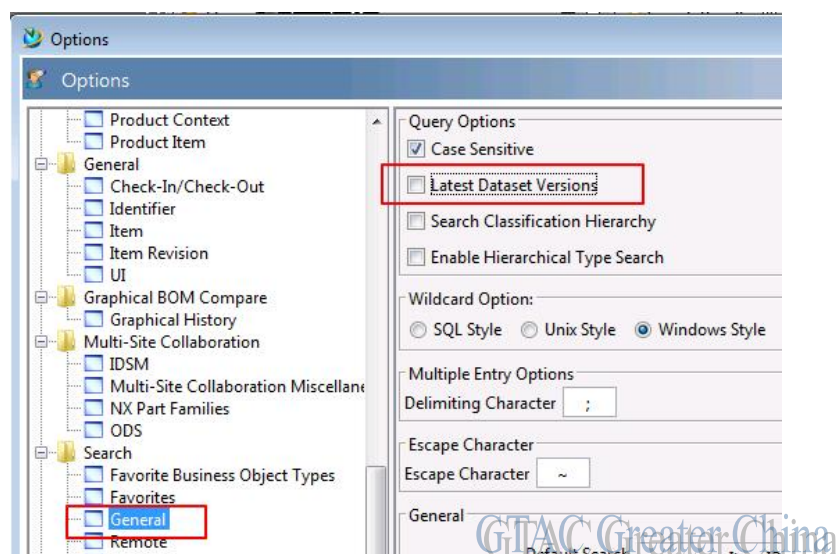 Options
Options
Product Context
Product Item
General
Check-In/Check-Out
Identifier
Item
Item Revision
UI
Graphical BOM Compare
Graphical History
Multi-Site Collaboration
IDSM
Multi-Site Collaboration Miscellane
NX Part Families
ODS
Search
Favorite Business Object Types
Favorites
General
Remote
Query Options
Case Sensitive
Latest Dataset Versions
Search Classification Hierarchy
Enable Hierarchical Type Search
Wildcard Option:
SQL Style Unix Style Windows Style
Multiple Entry Options
Delimiting Character ;
Escape Character
Escape Character ~
General
GTAC Greater China
Default Search